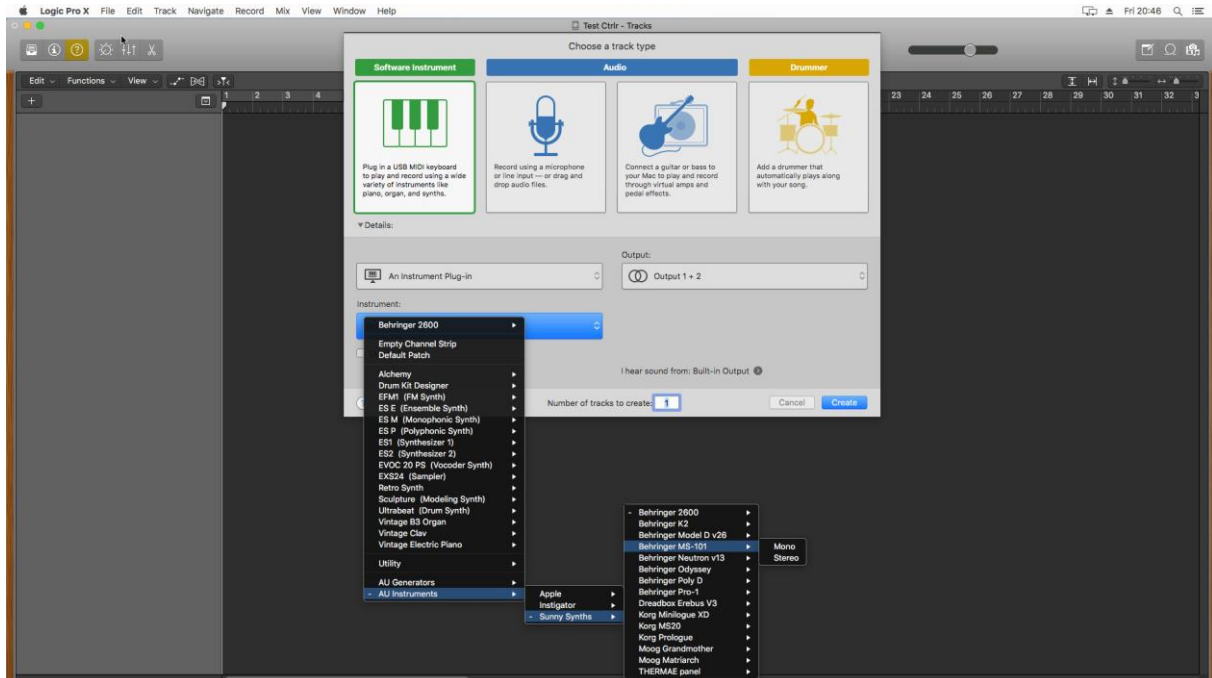 Logic Pro X File Edit Track Navigate Record Mix View Window Help Fri 20:46
Test Ctrlr - Tracks
Choose a track type
Software Instrument Audio Drummer
Plug in a USB MIDI keyboard
to play and record using a wide
variety of instruments like
piano, organ, and synths.
Record using a microphone
or line input — or drag and
drop audio files.
Connect a guitar or bass to
your Mac to play and record
through virtual amps and
pedal effects.
Add a drummer that
automatically plays along
with your song.
Edit Functions View
1 2 3 4 23 24 25 26 27 28 29 30 31 32 3
Details:
Output:
An Instrument Plug-in Output 1 + 2
Instrument:
I hear sound from: Built-in Output
Number of tracks to create: 1 Cancel Create
Behringer 2600
Empty Channel Strip
Default Patch
Alchemy
Drum Kit Designer
EFM1 (FM Synth)
ES E (Ensemble Synth)
ES M (Monophonic Synth)
ES P (Polyphonic Synth)
ES1 (Synthesizer 1)
ES2 (Synthesizer 2)
EVOC 20 PS (Vocoder Synth)
EXS24 (Sampler)
Retro Synth
Sculpture (Modeling Synth)
Ultrabeat (Drum Synth)
Vintage B3 Organ
Vintage Clav
Vintage Electric Piano
Utility
AU Generators
- AU Instruments
Apple
Instigator
- Sunny Synths
- Behringer 2600
Behringer K2
Behringer Model D v26
Behringer MS-101
Behringer Neutron v13
Behringer Odyssey
Behringer Poly D
Behringer Pro-1
Dreadbox Erebus V3
Korg Minilogue XD
Korg MS20
Korg Prologue
Moog Grandmother
Moog Matriarch
THERMAE panel
Mono
Stereo